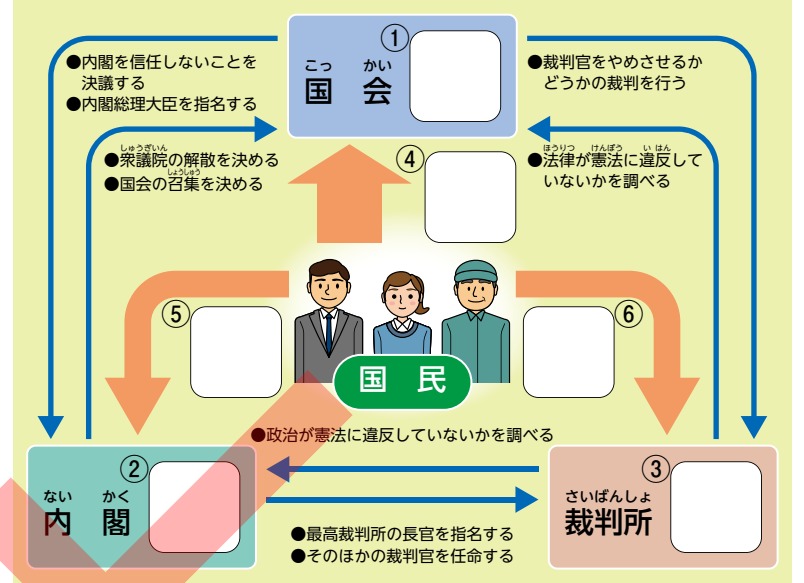 ①
こっ かい
国 会
●内閣を信任しないことを
決議する
●内閣総理大臣を指名する
●裁判官をやめさせるか
どうかの裁判を行う
しゅうぎいん
●衆議院の解散を決める
しょうしゅう
●国会の召集を決める
④
ほうりつ けんぽう いはん
●法律が憲法に違反して
いないかを調べる
⑤
⑥
国 民
●政治が憲法に違反していないかを調べる
②
ない かく
内 閣
③
さいばんしょ
裁判所
●最高裁判所の長官を指名する
●そのほかの裁判官を任命する